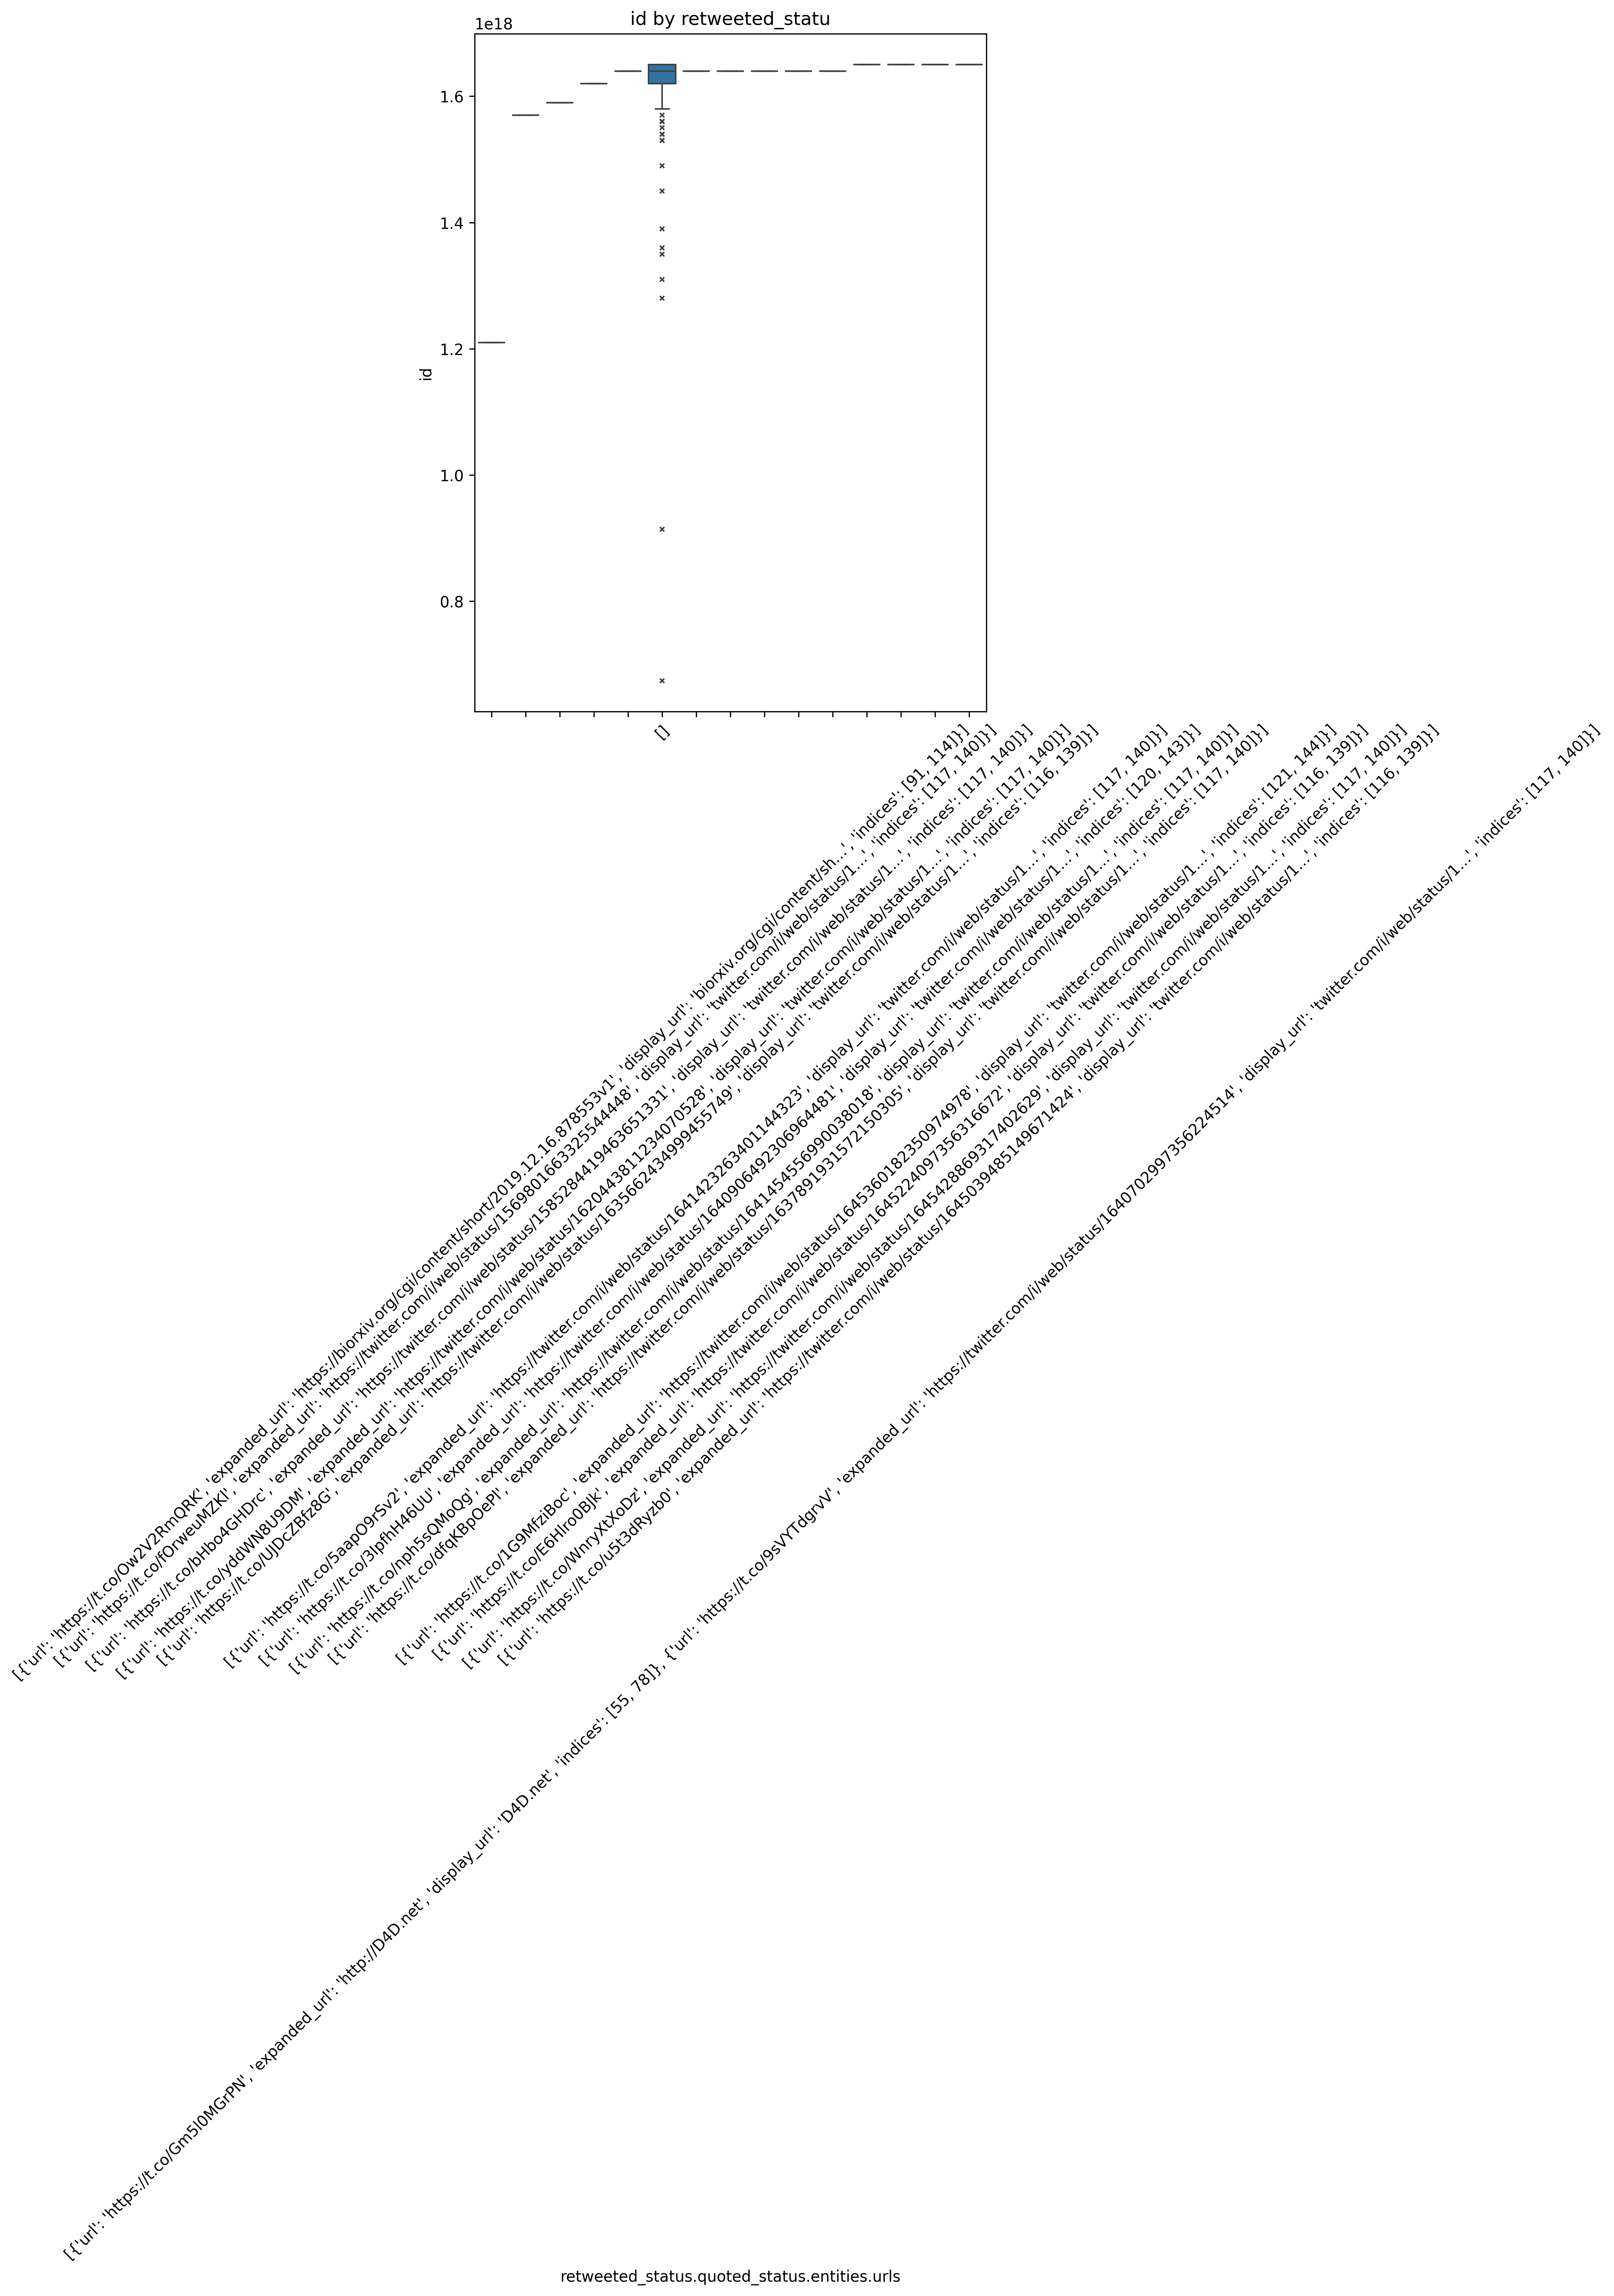 id by retweeted_statu
1e18
1.6
1.4
1.2
1.0
0.8
id
[{'url': 'https://t.co/Ow2V2RmQRK', 'expanded_url': 'https://biorxiv.org/cgi/content/short/2019.12.16.878553v1', 'display_url': 'biorxiv.org/cgi/content/sh…', 'indices': [91, 114]}]
[{'url': 'https://t.co/fOrweuMZKI', 'expanded_url': 'https://twitter.com/i/web/status/1569801663325544448', 'display_url': 'twitter.com/i/web/status/1…', 'indices': [117, 140]}]
[{'url': 'https://t.co/bHbo4GHDrc', 'expanded_url': 'https://twitter.com/i/web/status/1585284419463651331', 'display_url': 'twitter.com/i/web/status/1…', 'indices': [117, 140]}]
[{'url': 'https://t.co/yddWN8U9DM', 'expanded_url': 'https://twitter.com/i/web/status/1620443811234070528', 'display_url': 'twitter.com/i/web/status/1…', 'indices': [117, 140]}]
[{'url': 'https://t.co/UJDcZBfz8G', 'expanded_url': 'https://twitter.com/i/web/status/1635662434999455749', 'display_url': 'twitter.com/i/web/status/1…', 'indices': [116, 139]}]
[]
[{'url': 'https://t.co/5aapO9rSv2', 'expanded_url': 'https://twitter.com/i/web/status/1641423263401144323', 'display_url': 'twitter.com/i/web/status/1…', 'indices': [117, 140]}]
[{'url': 'https://t.co/3IpfnH46UU', 'expanded_url': 'https://twitter.com/i/web/status/1640906492306964481', 'display_url': 'twitter.com/i/web/status/1…', 'indices': [120, 143]}]
[{'url': 'https://t.co/nph5sQMoQg', 'expanded_url': 'https://twitter.com/i/web/status/1641454556990038018', 'display_url': 'twitter.com/i/web/status/1…', 'indices': [117, 140]}]
[{'url': 'https://t.co/dfqKBpOePl', 'expanded_url': 'https://twitter.com/i/web/status/1637891931572150305', 'display_url': 'twitter.com/i/web/status/1…', 'indices': [117, 140]}]
[{'url': 'https://t.co/Gm5l0MGrPN', 'expanded_url': 'http://D4D.net', 'display_url': 'D4D.net', 'indices': [55, 78]}, {'url': 'https://t.co/9sVYTdgrvV', 'expanded_url': 'https://twitter.com/i/web/status/1640702997356224514', 'display_url': 'twitter.com/i/web/status/1…', 'indices': [117, 140]}]
[{'url': 'https://t.co/1G9MfziBoc', 'expanded_url': 'https://twitter.com/i/web/status/1645360182350974978', 'display_url': 'twitter.com/i/web/status/1…', 'indices': [121, 144]}]
[{'url': 'https://t.co/E6Hlro0BJk', 'expanded_url': 'https://twitter.com/i/web/status/1645224097356316672', 'display_url': 'twitter.com/i/web/status/1…', 'indices': [116, 139]}]
[{'url': 'https://t.co/WnryXtXoDz', 'expanded_url': 'https://twitter.com/i/web/status/1645428869317402629', 'display_url': 'twitter.com/i/web/status/1…', 'indices': [117, 140]}]
[{'url': 'https://t.co/u5t3dRyzb0', 'expanded_url': 'https://twitter.com/i/web/status/1645039485149671424', 'display_url': 'twitter.com/i/web/status/1…', 'indices': [116, 139]}]
retweeted_status.quoted_status.entities.urls